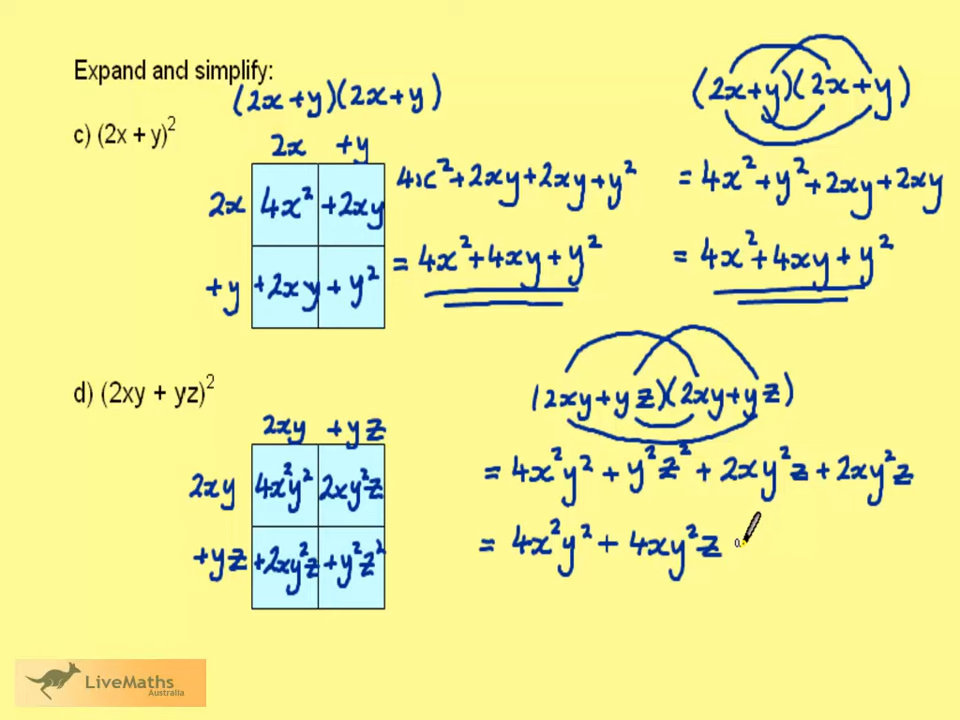 Expand and simplify:
(2x+y)(2x+y)
c) (2x + y)²
2x +y
2x 4x² +2xy
+y +2xy + y²
4x²+2xy+2xy+y²
= 4x²+4xy+y²
(2x+y)(2x+y)
= 4x²+y²+2xy+2xy
= 4x²+4xy+y²
d) (2xy + yz)²
2xy +yz
2xy 4x²y² 2xy²z
+yz +2xy²z +y²z²
(2xy+yz)(2xy+yz)
= 4x²y² + y²z² + 2xy²z + 2xy²z
= 4x²y² + 4xy²z
LiveMaths
Australia